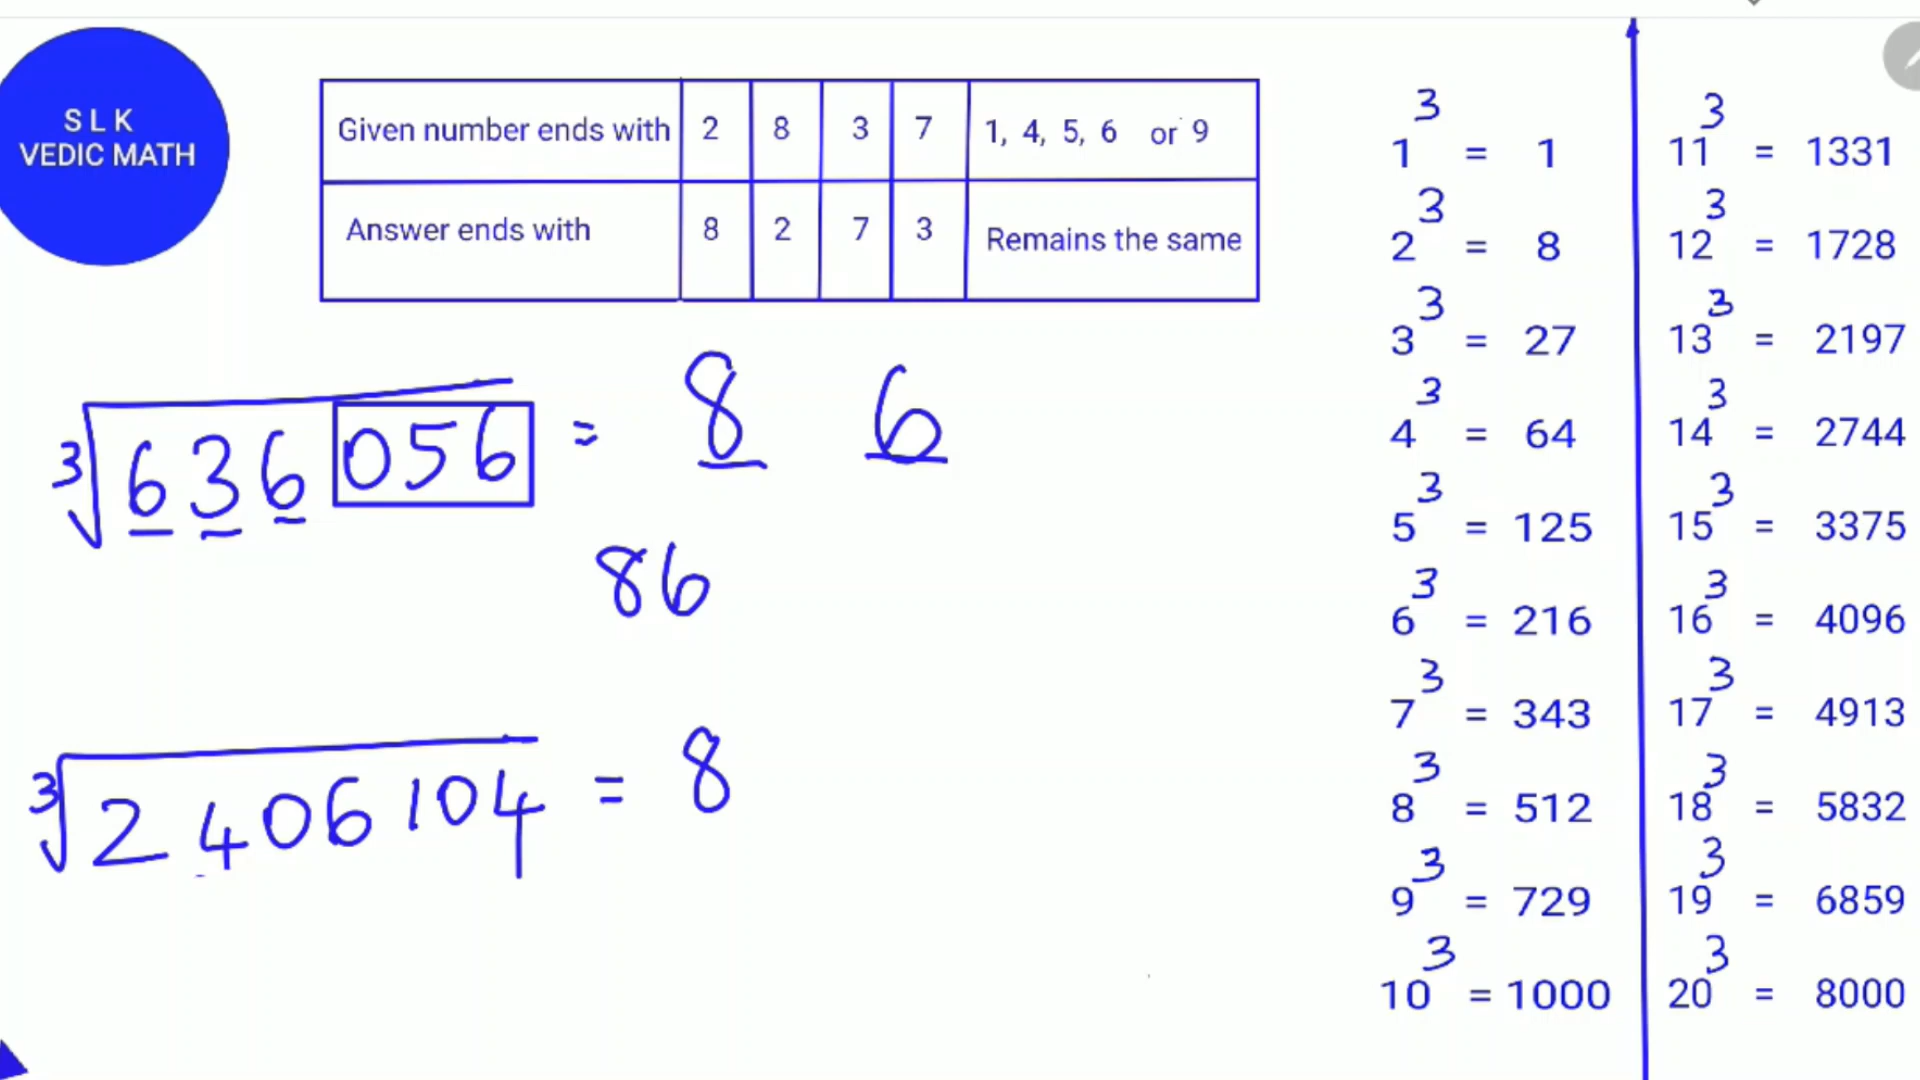 S L K
VEDIC MATH
Given number ends with 2 8 3 7 1, 4, 5, 6 or 9
Answer ends with 8 2 7 3 Remains the same
∛636056 = 8 6
86
∛2406104 = 8
1³ = 1
2³ = 8
3³ = 27
4³ = 64
5³ = 125
6³ = 216
7³ = 343
8³ = 512
9³ = 729
10³ = 1000
11³ = 1331
12³ = 1728
13³ = 2197
14³ = 2744
15³ = 3375
16³ = 4096
17³ = 4913
18³ = 5832
19³ = 6859
20³ = 8000